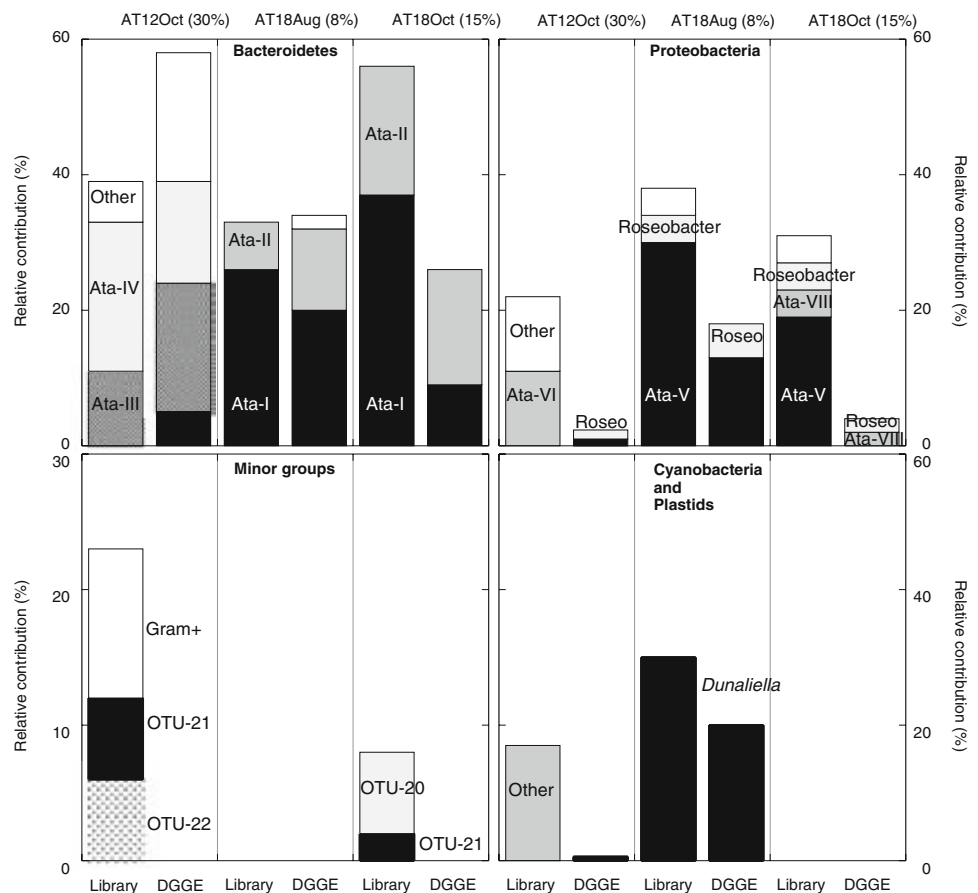 AT12Oct (30%) AT18Aug (8%) AT18Oct (15%) AT12Oct (30%) AT18Aug (8%) AT18Oct (15%)
Bacteroidetes
Proteobacteria
Relative contribution (%)
60
40
20
0
Other
Ata-IV
Ata-III
Ata-II
Ata-I
Ata-II
Ata-I
Other
Ata-VI
Roseo
Roseobacter
Ata-V
Roseo
Roseobacter
Ata-VIII
Ata-V
Roseo
Ata-VIII
60
40
20
0
Relative contribution (%)
Minor groups
Cyanobacteria
and
Plastids
Relative contribution (%)
30
20
10
0
Gram+
OTU-21
OTU-22
OTU-20
OTU-21
Other
Dunaliella
60
40
20
0
Relative contribution (%)
Library DGGE Library DGGE Library DGGE Library DGGE Library DGGE Library DGGE